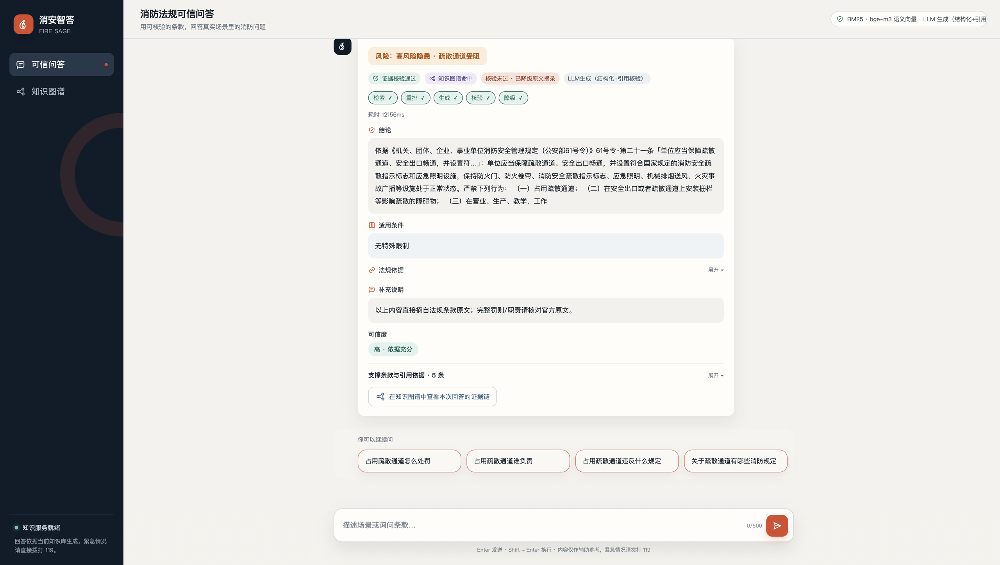 消安智答
FIRE SAGE
可信问答
知识图谱
知识服务就绪
回答依据当前知识库生成。紧急情况
请直接拨打 119。
消防法规可信问答
用可核验的条款，回答真实场景里的消防问题
BM25 · bge-m3 语义向量 · LLM 生成（结构化+引用
风险：高风险隐患 · 疏散通道受阻
证据校验通过 知识图谱命中 核验未过 · 已降级原文摘录 LLM生成（结构化+引用核验）
检索 ✓ 重排 ✓ 生成 ✓ 核验 ✓ 降级 ✓
耗时 12156ms
结论
依据《机关、团体、企业、事业单位消防安全管理规定（公安部61号令）》61号令·第二十一条「单位应当保障疏散
通道、安全出口畅通，并设置符…」：单位应当保障疏散通道、安全出口畅通，并设置符合国家规定的消防安全疏
散指示标志和应急照明设施，保持防火门、防火卷帘、消防安全疏散指示标志、应急照明、机械排烟送风、火灾事
故广播等设施处于正常状态。严禁下列行为： （一）占用疏散通道； （二）在安全出口或者疏散通道上安装栅栏
等影响疏散的障碍物； （三）在营业、生产、教学、工作
适用条件
无特殊限制
法规依据 展开
补充说明
以上内容直接摘自法规条款原文；完整罚则/职责请核对官方原文。
可信度
高 · 依据充分
支撑条款与引用依据 · 5 条 展开
在知识图谱中查看本次回答的证据链
你可以继续问
占用疏散通道怎么处罚 占用疏散通道谁负责 占用疏散通道违反什么规定 关于疏散通道有哪些消防规定
描述场景或询问条款… 0/500
Enter 发送 · Shift + Enter 换行 · 内容仅作辅助参考，紧急情况请拨打 119